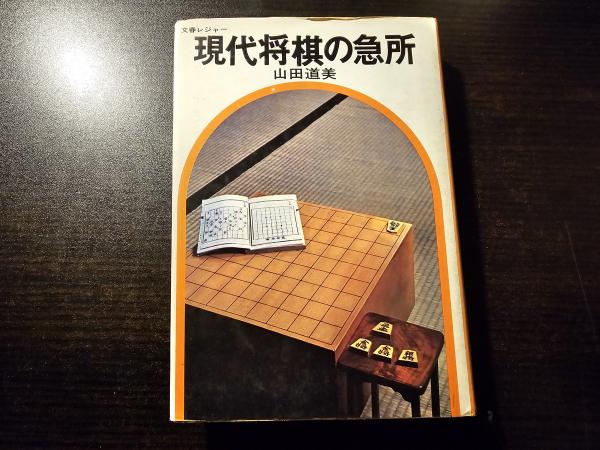 文春レジャー
現代将棋の急所
山田道美